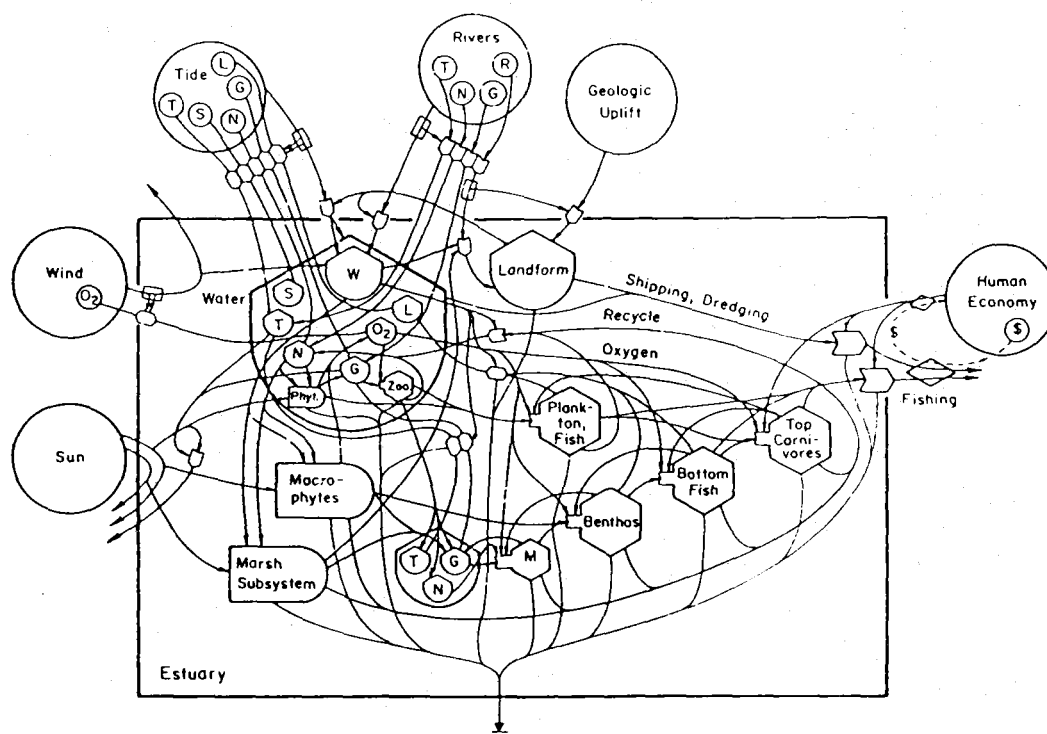 Tide
L
G
T
S
N
Rivers
T
R
N
G
Geologic
Uplift
Wind
O2
Water
W
Landform
Shipping, Dredging
Human
Economy
$
$
S
T
L
O2
N
G
Phyt.
Zoo.
Recycle
Oxygen
Fishing
Sun
Plank-
ton,
Fish
Top
Carni-
vores
Macro-
phytes
Bottom
Fish
Benthos
Marsh
Subsystem
T
G
N
M
Estuary